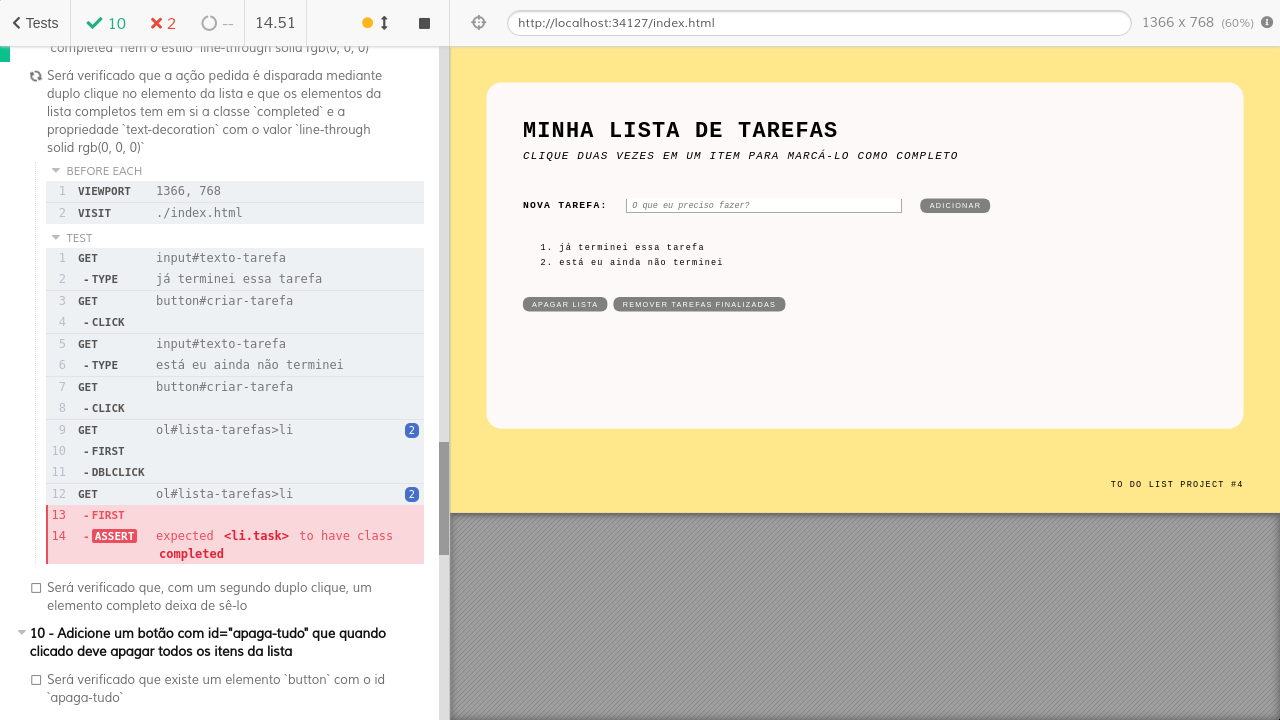 Tests
10
2
--
14.51
http://localhost:34127/index.html
1366 x 768 (60%)
`completed` nem o estilo `line-through solid rgb(0, 0, 0)`
Será verificado que a ação pedida é disparada mediante
duplo clique no elemento da lista e que os elementos da
lista completos tem em si a classe `completed` e a
propriedade `text-decoration` com o valor `line-through
solid rgb(0, 0, 0)`
BEFORE EACH
1 VIEWPORT 1366, 768
2 VISIT ./index.html
TEST
1 GET input#texto-tarefa
2 -TYPE já terminei essa tarefa
3 GET button#criar-tarefa
4 -CLICK
5 GET input#texto-tarefa
6 -TYPE está eu ainda não terminei
7 GET button#criar-tarefa
8 -CLICK
9 GET ol#lista-tarefas>li 2
10 -FIRST
11 -DBLCLICK
12 GET ol#lista-tarefas>li 2
13 -FIRST
14 -ASSERT expected <li.task> to have class
completed
Será verificado que, com um segundo duplo clique, um
elemento completo deixa de sê-lo
10 - Adicione um botão com id="apaga-tudo" que quando
clicado deve apagar todos os itens da lista
Será verificado que existe um elemento `button` com o id
`apaga-tudo`
MINHA LISTA DE TAREFAS
CLIQUE DUAS VEZES EM UM ITEM PARA MARCÁ-LO COMO COMPLETO
NOVA TAREFA: O que eu preciso fazer? ADICIONAR
1. já terminei essa tarefa
2. está eu ainda não terminei
APAGAR LISTA REMOVER TAREFAS FINALIZADAS
TO DO LIST PROJECT #4